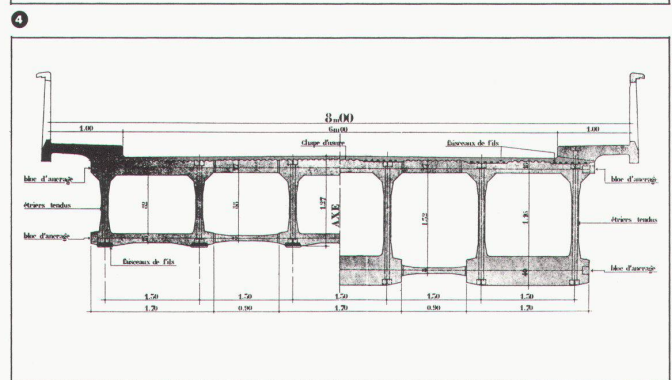 4
8m00
1.00 6m00 1.00
Chape d'usure faisceaux de fils
bloc d'ancrage bloc d'ancrage
étriers tendus 1.27 AXE 1.52 étriers tendus
bloc d'ancrage
faisceaux de fils bloc d'ancrage
1.50 1.50 1.50 1.50 1.50
1.70 0.90 1.70 0.90 1.70